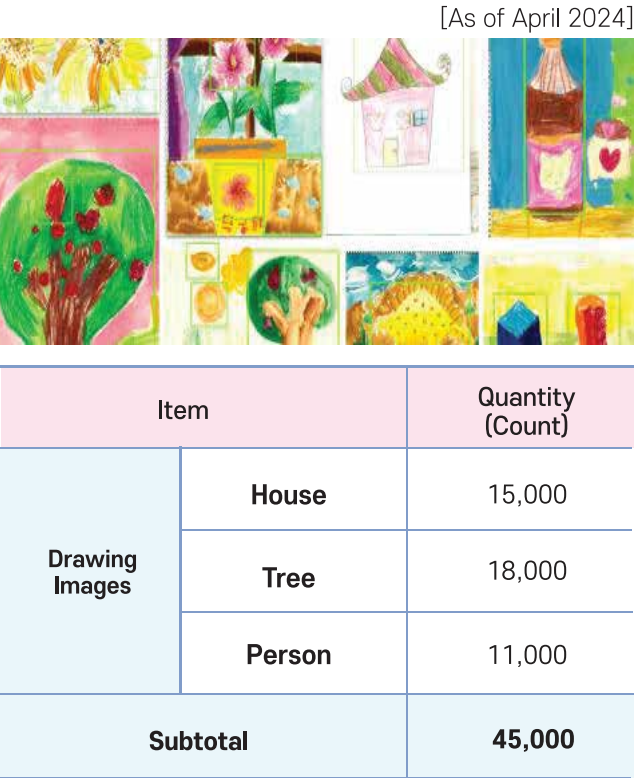 [As of April 2024]
Item
Quantity
(Count)
Drawing
Images
House
15,000
Tree
18,000
Person
11,000
Subtotal
45,000